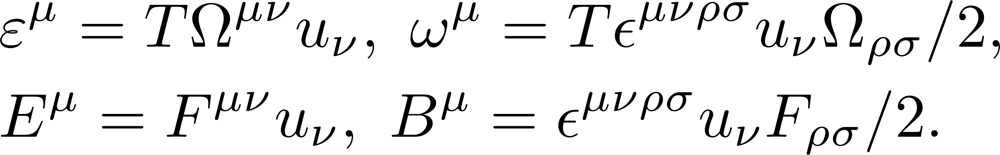 ε^μ = TΩ^{μν}u_ν, ω^μ = Tϵ^{μνρσ}u_νΩ_{ρσ}/2,
E^μ = F^{μν}u_ν, B^μ = ϵ^{μνρσ}u_νF_{ρσ}/2.